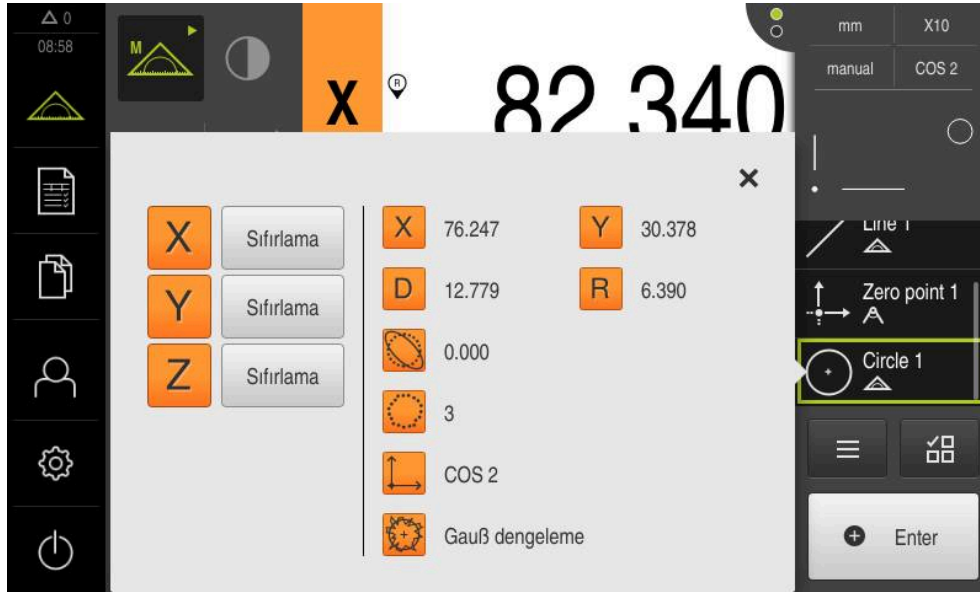 0
08:58
M
X
R
82.340
mm X10
manual COS 2
X Sıfırlama
Y Sıfırlama
Z Sıfırlama
X 76.247 Y 30.378
D 12.779 R 6.390
0.000
3
COS 2
Gauß dengeleme
Line 1
Zero point 1
Circle 1
Enter